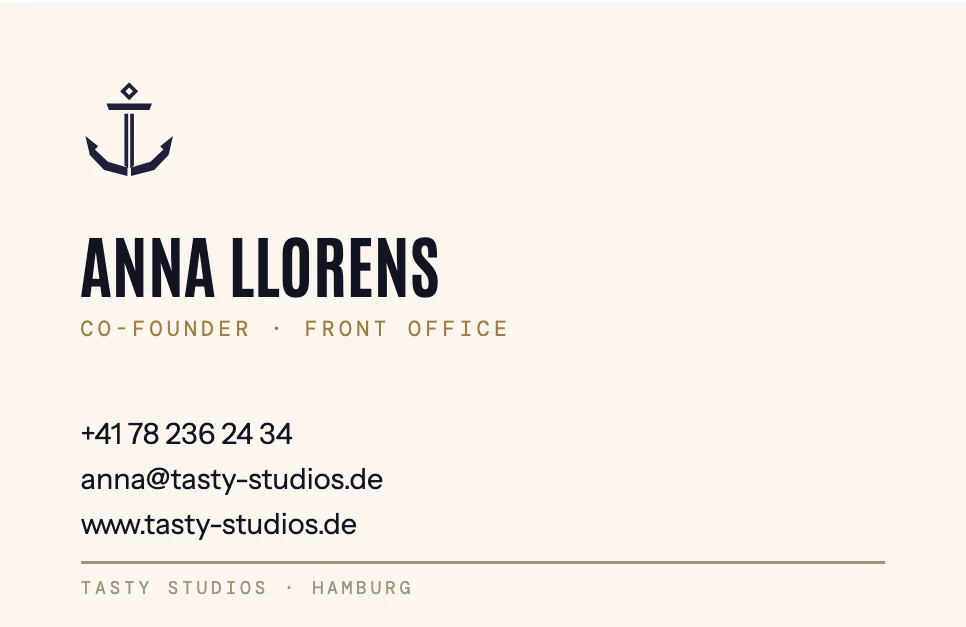 ANNA LLORENS
CO-FOUNDER · FRONT OFFICE
+41 78 236 24 34
anna@tasty-studios.de
www.tasty-studios.de
TASTY STUDIOS · HAMBURG